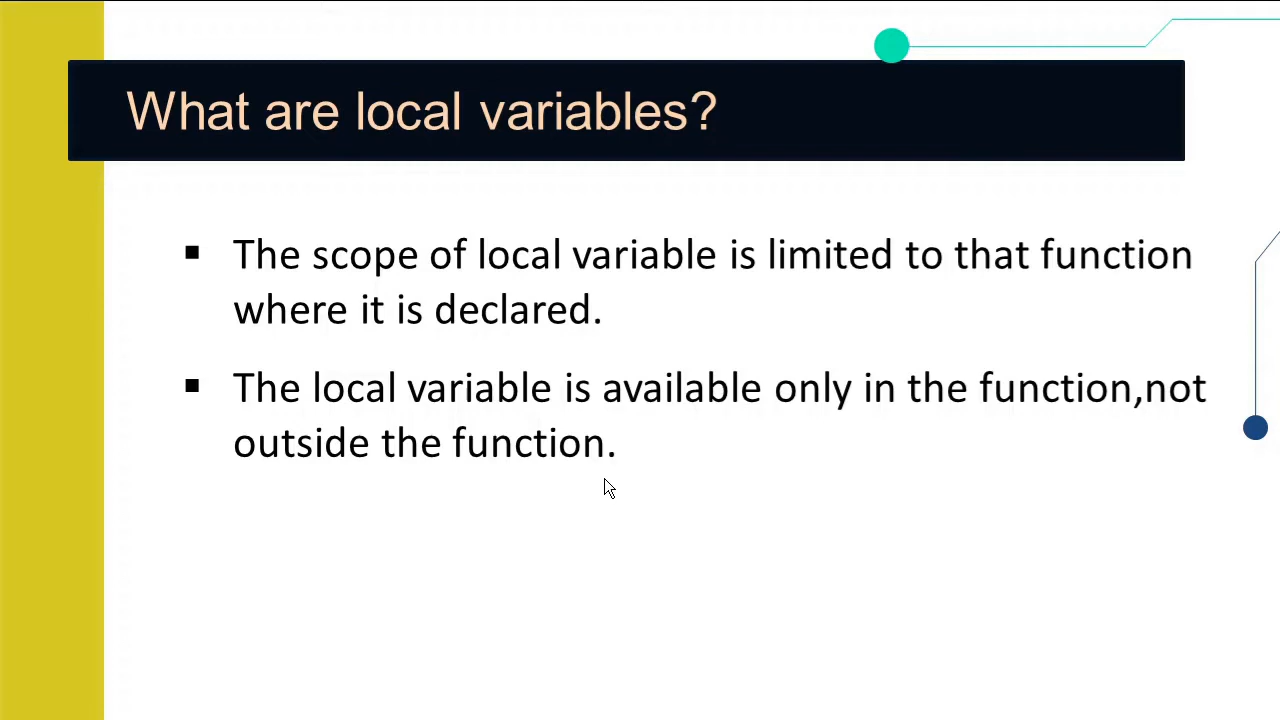 What are local variables?
▪ The scope of local variable is limited to that function
where it is declared.
▪ The local variable is available only in the function,not
outside the function.